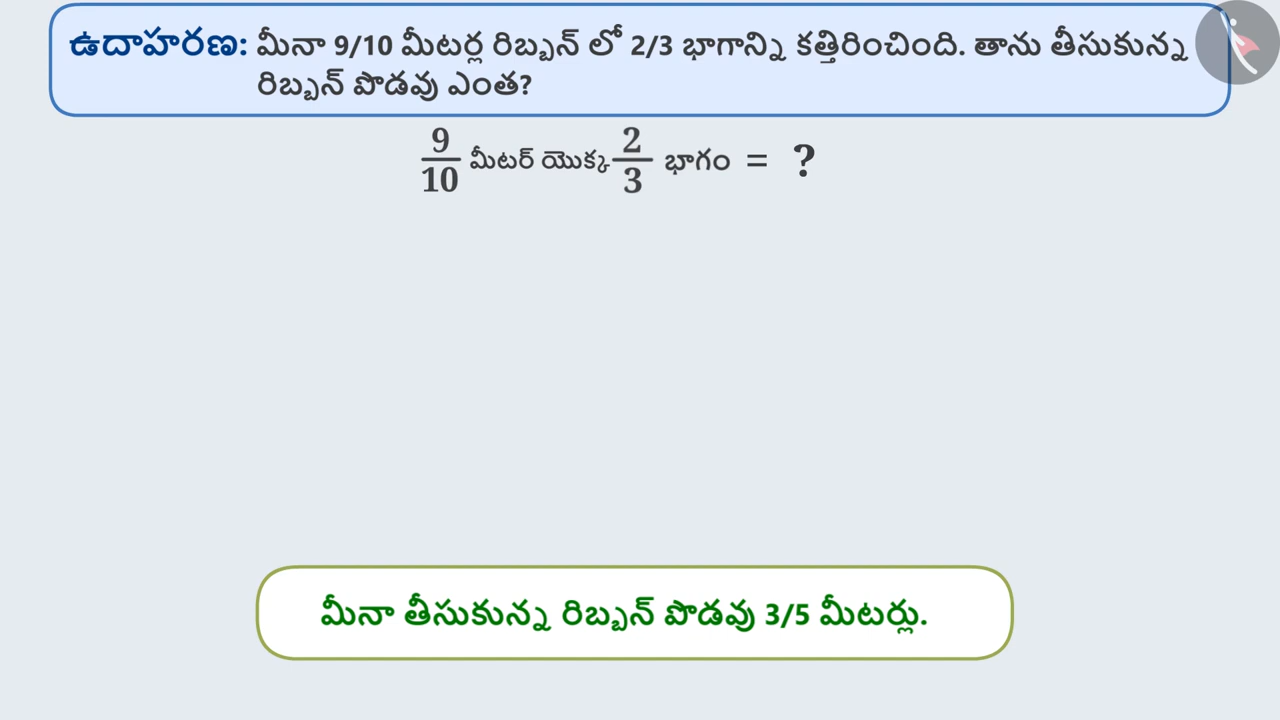 ఉదాహరణ: మీనా 9/10 మీటర్ల రిబ్బన్ లో 2/3 భాగాన్ని కత్తిరించింది. తాను తీసుకున్న
రిబ్బన్ పొడవు ఎంత?
9/10 మీటర్ యొక్క 2/3 భాగం = ?
మీనా తీసుకున్న రిబ్బన్ పొడవు 3/5 మీటర్లు.